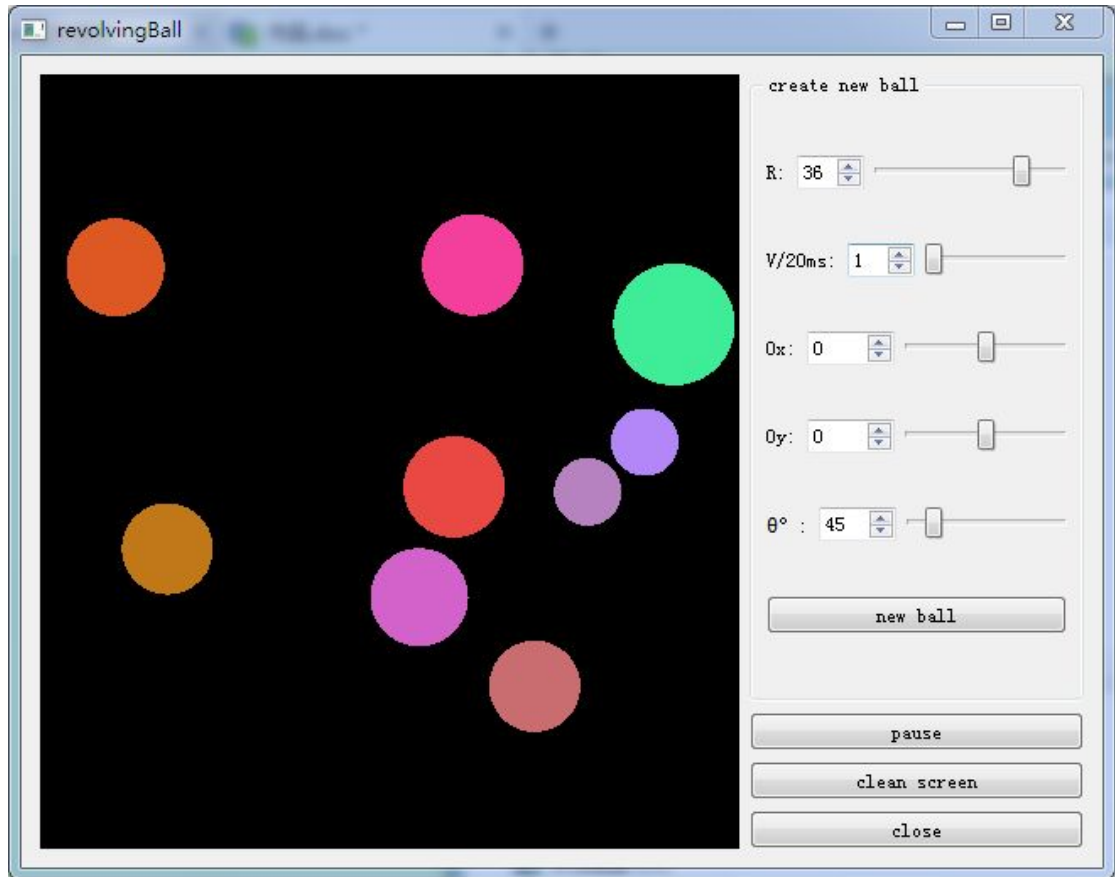 revolvingBall
create new ball
R: 36
V/20ms: 1
Ox: 0
Oy: 0
θ° : 45
new ball
pause
clean screen
close